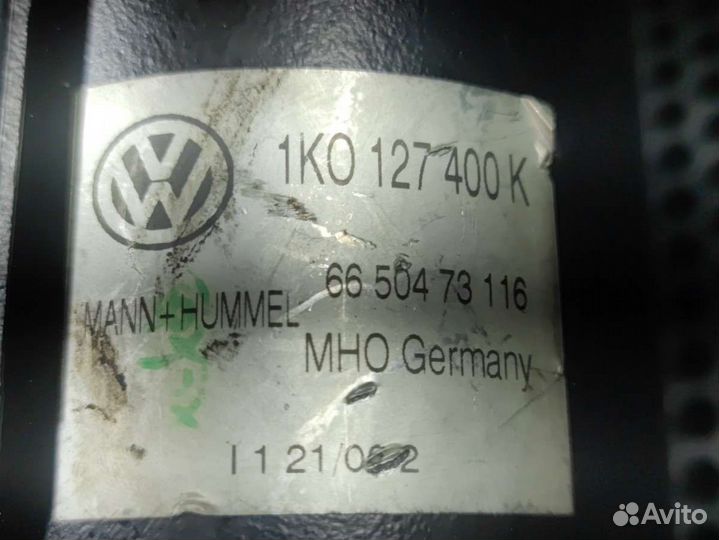 1K0 127 400 K
66 504 73 116
MANN+HUMMEL
MHO Germany
Avito